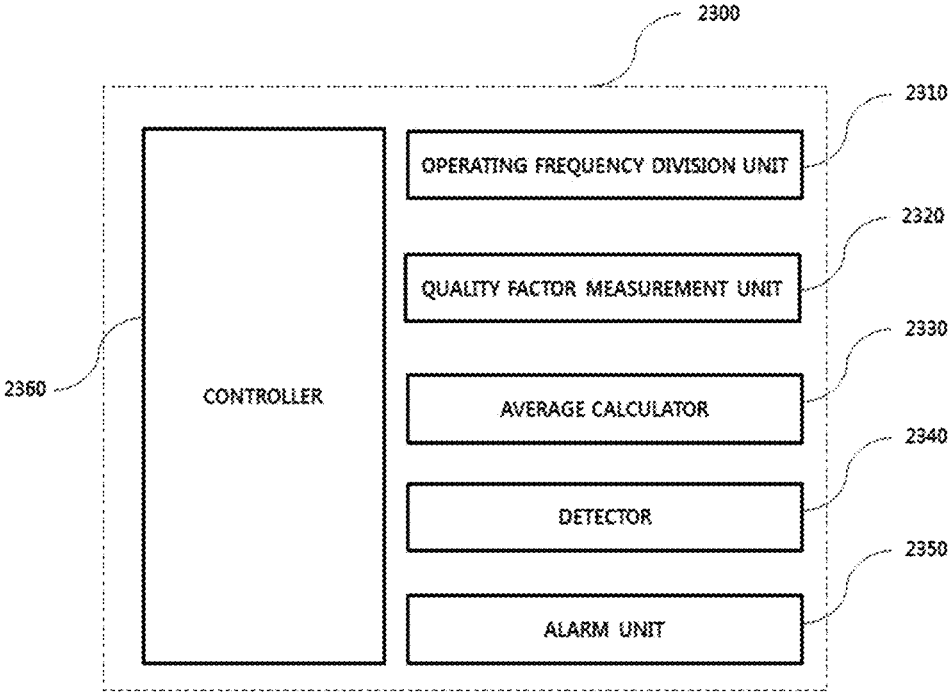 2300
2310
OPERATING FREQUENCY DIVISION UNIT
2320
QUALITY FACTOR MEASUREMENT UNIT
2330
2360
CONTROLLER
AVERAGE CALCULATOR
2340
DETECTOR
2350
ALARM UNIT